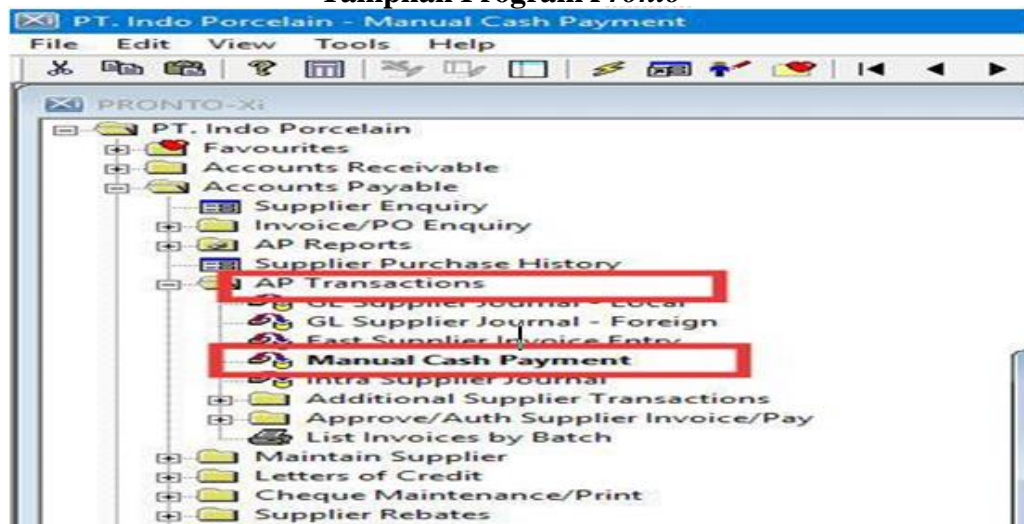 Tampilan Program Pronto
PT. Indo Porcelain - Manual Cash Payment
File Edit View Tools Help
PRONTO-Xi
PT. Indo Porcelain
Favourites
Accounts Receivable
Accounts Payable
Supplier Enquiry
Invoice/PO Enquiry
AP Reports
Supplier Purchase History
AP Transactions
GL Supplier Journal - Local
GL Supplier Journal - Foreign
Fast Supplier Invoice Entry
Manual Cash Payment
Intra Supplier Journal
Additional Supplier Transactions
Approve/Auth Supplier Invoice/Pay
List Invoices by Batch
Maintain Supplier
Letters of Credit
Cheque Maintenance/Print
Supplier Rebates